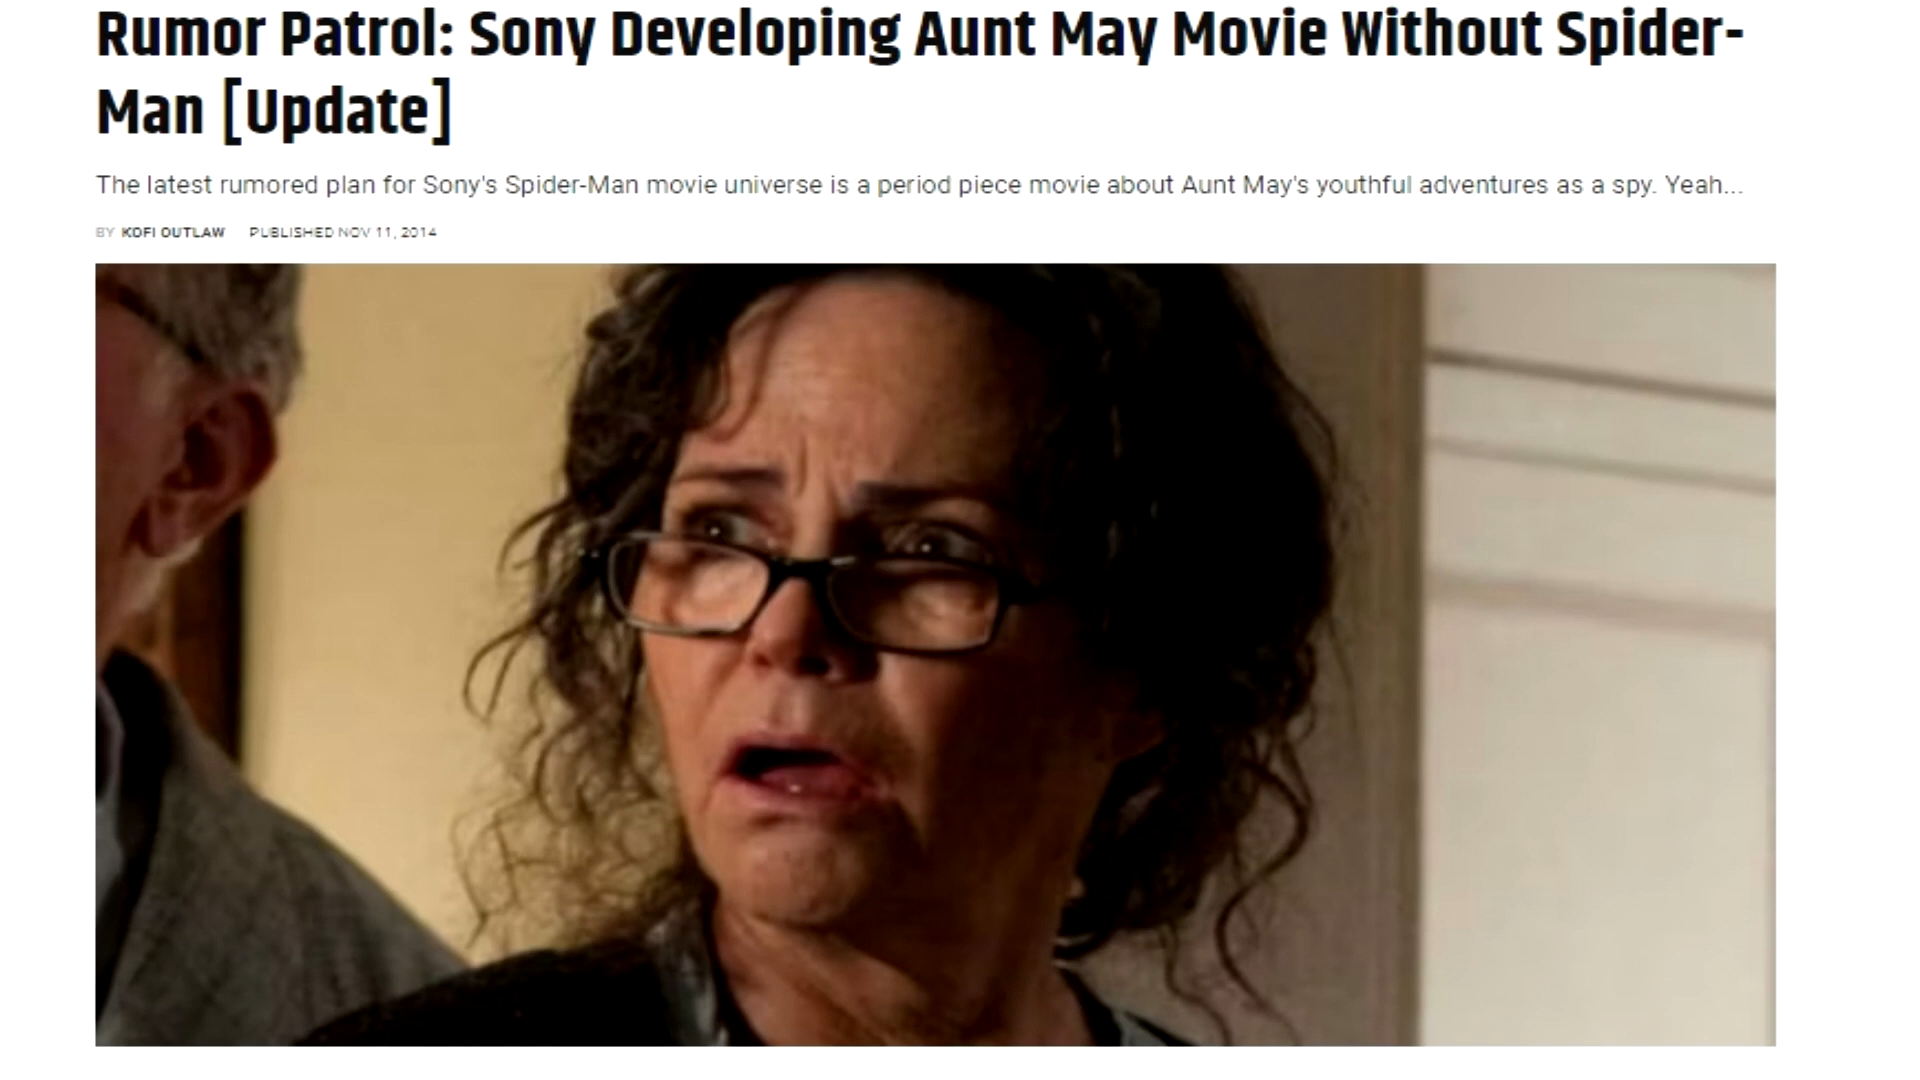 Rumor Patrol: Sony Developing Aunt May Movie Without Spider-
Man [Update]
The latest rumored plan for Sony's Spider-Man movie universe is a period piece movie about Aunt May's youthful adventures as a spy. Yeah...
BY KOFI OUTLAW PUBLISHED NOV 11, 2014